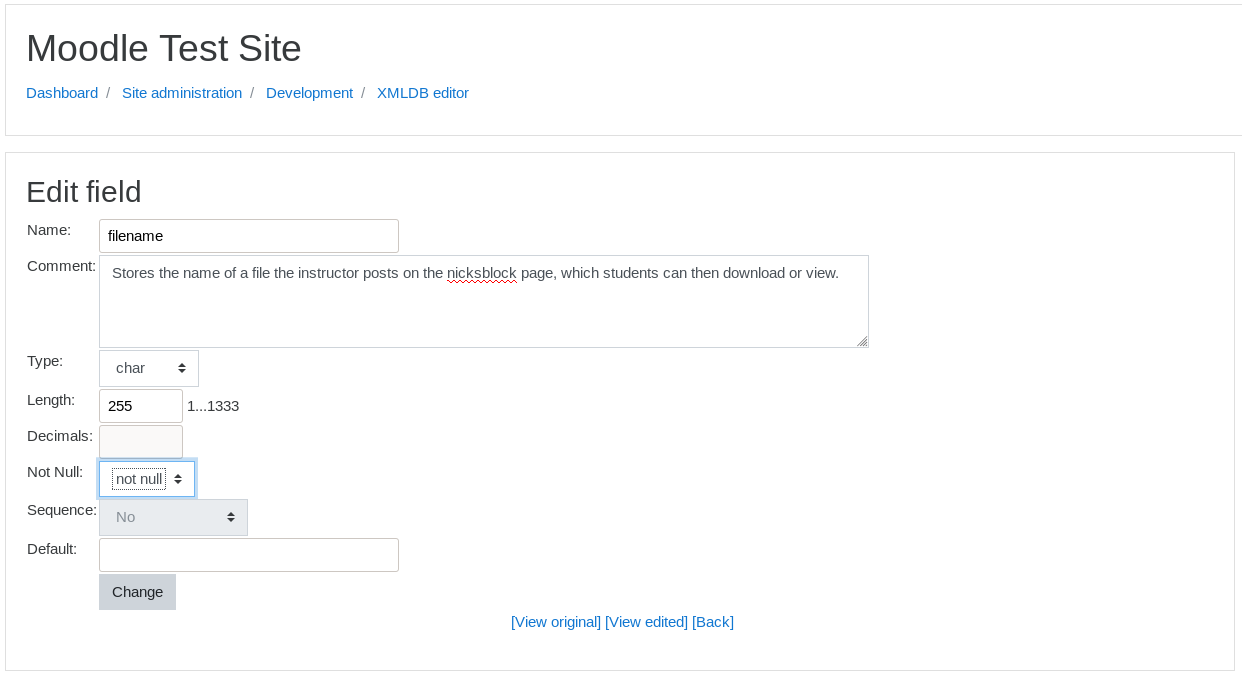 Moodle Test Site
Dashboard / Site administration / Development / XMLDB editor
Edit field
Name: filename
Comment: Stores the name of a file the instructor posts on the nicksblock page, which students can then download or view.
Type: char
Length: 255 1...1333
Decimals:
Not Null: not null
Sequence: No
Default:
Change
[View original] [View edited] [Back]